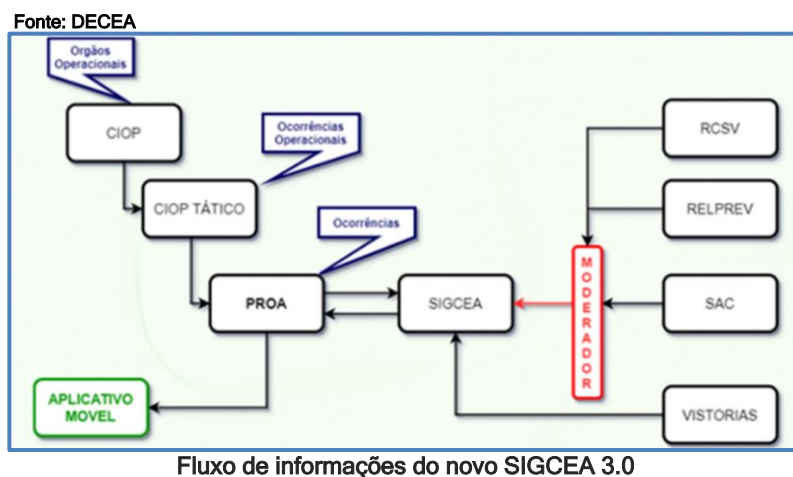 Fonte: DECEA
Orgãos
Operacionais
CIOP
Ocorrências
Operacionais
CIOP TÁTICO
Ocorrências
PROA
SIGCEA
MODERADOR
RCSV
RELPREV
SAC
VISTORIAS
APLICATIVO
MOVEL
Fluxo de informações do novo SIGCEA 3.0